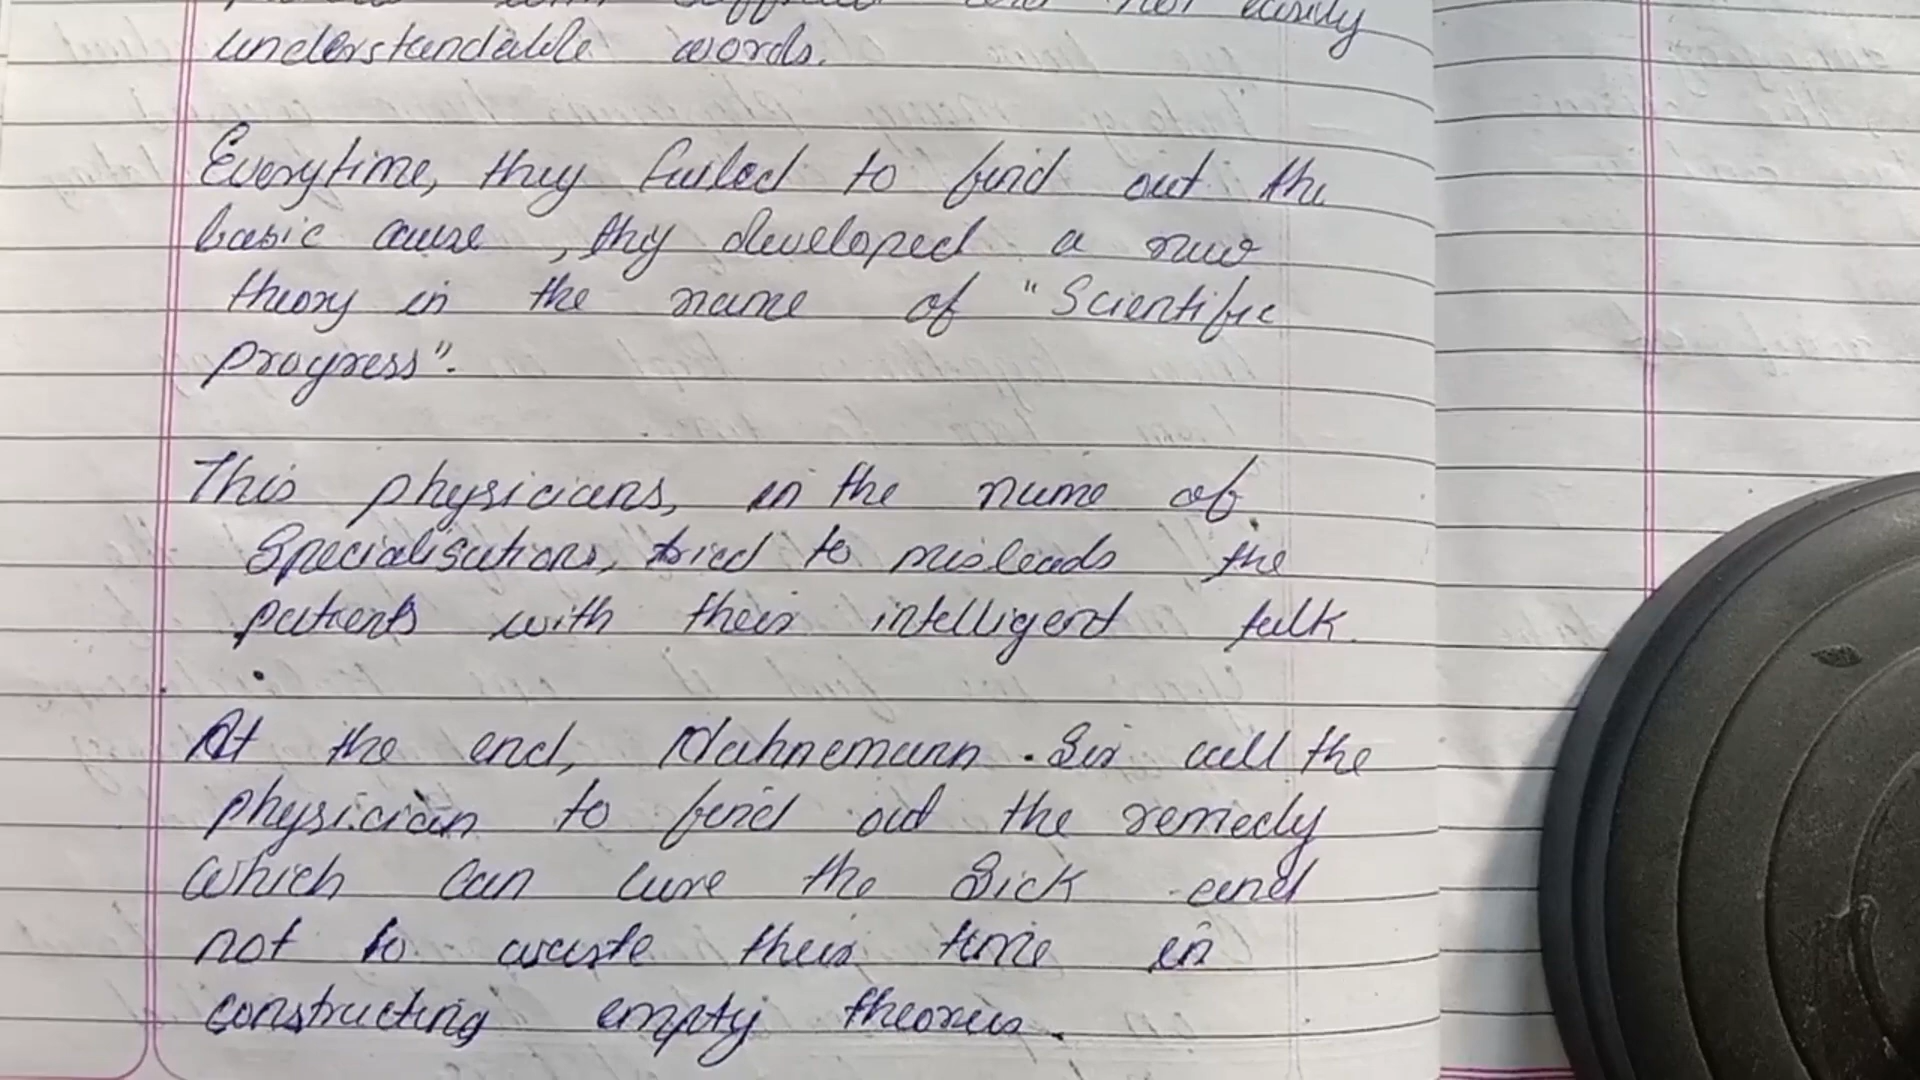 not easily
understandable words.
Everytime, they failed to find out the
basic cause, they developed a new
theory in the name of "Scientific
progress".
This physicians, in the name of
Specialisations, tried to misleads the
patients with their intelligent talk.
At the end, Hahnemann Sir call the
physician to find out the remedy
which can cure the Sick and
not to waste their time in
constructing empty theories.